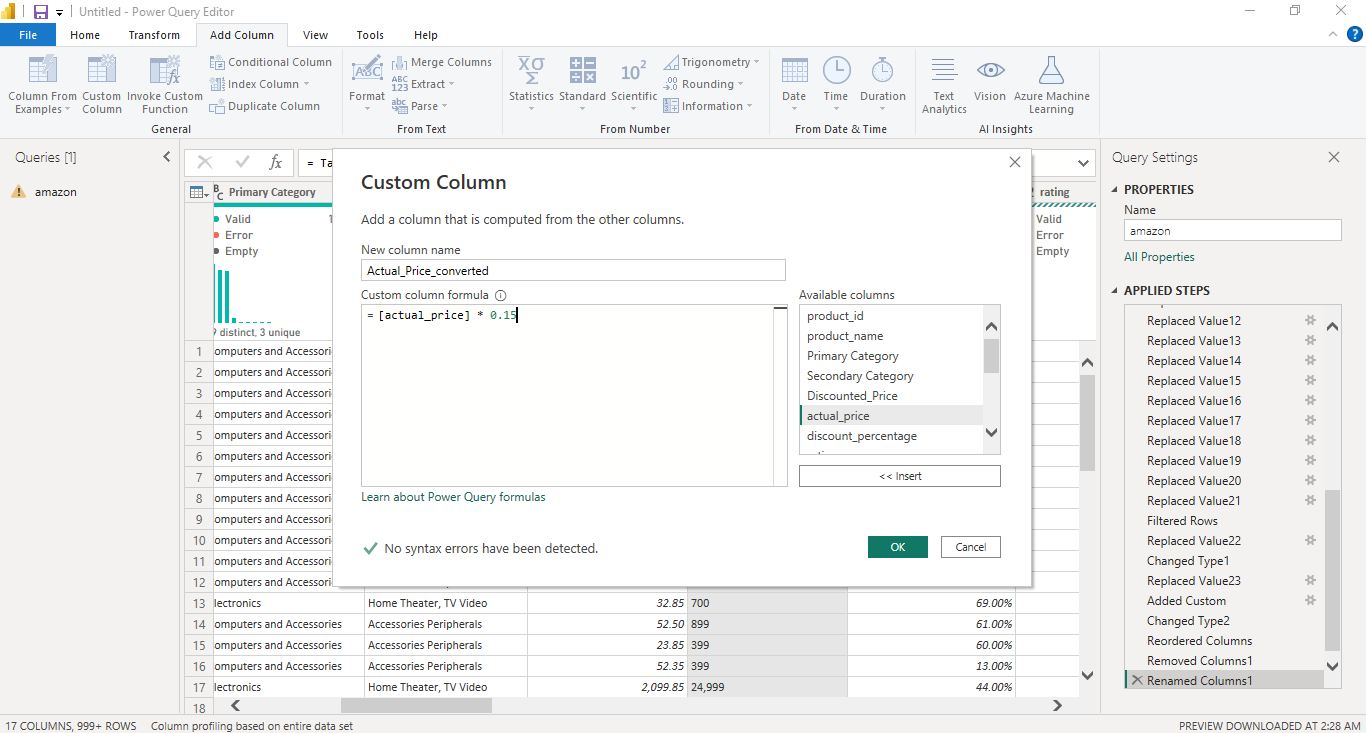 Untitled - Power Query Editor
File Home Transform Add Column View Tools Help
?
Column From Examples
Custom Column
Invoke Custom Function
Conditional Column
Index Column
Duplicate Column
General
Format
ABC
Merge Columns
ABC 123 Extract
abc Parse
From Text
XO Σ
Statistics
Standard
10² Scientific
Trigonometry
.00 →.0 Rounding
Information
From Number
Date
Time
Duration
From Date & Time
Text Analytics
Vision
Azure Machine Learning
AI Insights
Queries [1]
amazon
fx = Ta
Primary Category
Valid 1
Error
Empty
distinct, 3 unique
1 omputers and Accessori
2 omputers and Accessori
3 omputers and Accessori
4 omputers and Accessori
5 omputers and Accessori
6 omputers and Accessori
7 omputers and Accessori
8 omputers and Accessori
9 omputers and Accessori
10 omputers and Accessori
11 omputers and Accessori
12 omputers and Accessori
13 lectronics Home Theater, TV Video 32.85 700 69.00%
14 omputers and Accessories Accessories Peripherals 52.50 899 61.00%
15 omputers and Accessories Accessories Peripherals 23.85 399 60.00%
16 omputers and Accessories Accessories Peripherals 52.35 399 13.00%
17 lectronics Home Theater, TV Video 2,099.85 24,999 44.00%
18
Custom Column
Add a column that is computed from the other columns.
New column name
Actual_Price_converted
Custom column formula
= [actual_price] * 0.15
Available columns
product_id
product_name
Primary Category
Secondary Category
Discounted_Price
actual_price
discount_percentage
<< Insert
Learn about Power Query formulas
No syntax errors have been detected.
OK
Cancel
rating
Valid
Error
Empty
Query Settings
PROPERTIES
Name
amazon
All Properties
APPLIED STEPS
Replaced Value12
Replaced Value13
Replaced Value14
Replaced Value15
Replaced Value16
Replaced Value17
Replaced Value18
Replaced Value19
Replaced Value20
Replaced Value21
Filtered Rows
Replaced Value22
Changed Type1
Replaced Value23
Added Custom
Changed Type2
Reordered Columns
Removed Columns1
Renamed Columns1
17 COLUMNS, 999+ ROWS Column profiling based on entire data set
PREVIEW DOWNLOADED AT 2:28 AM